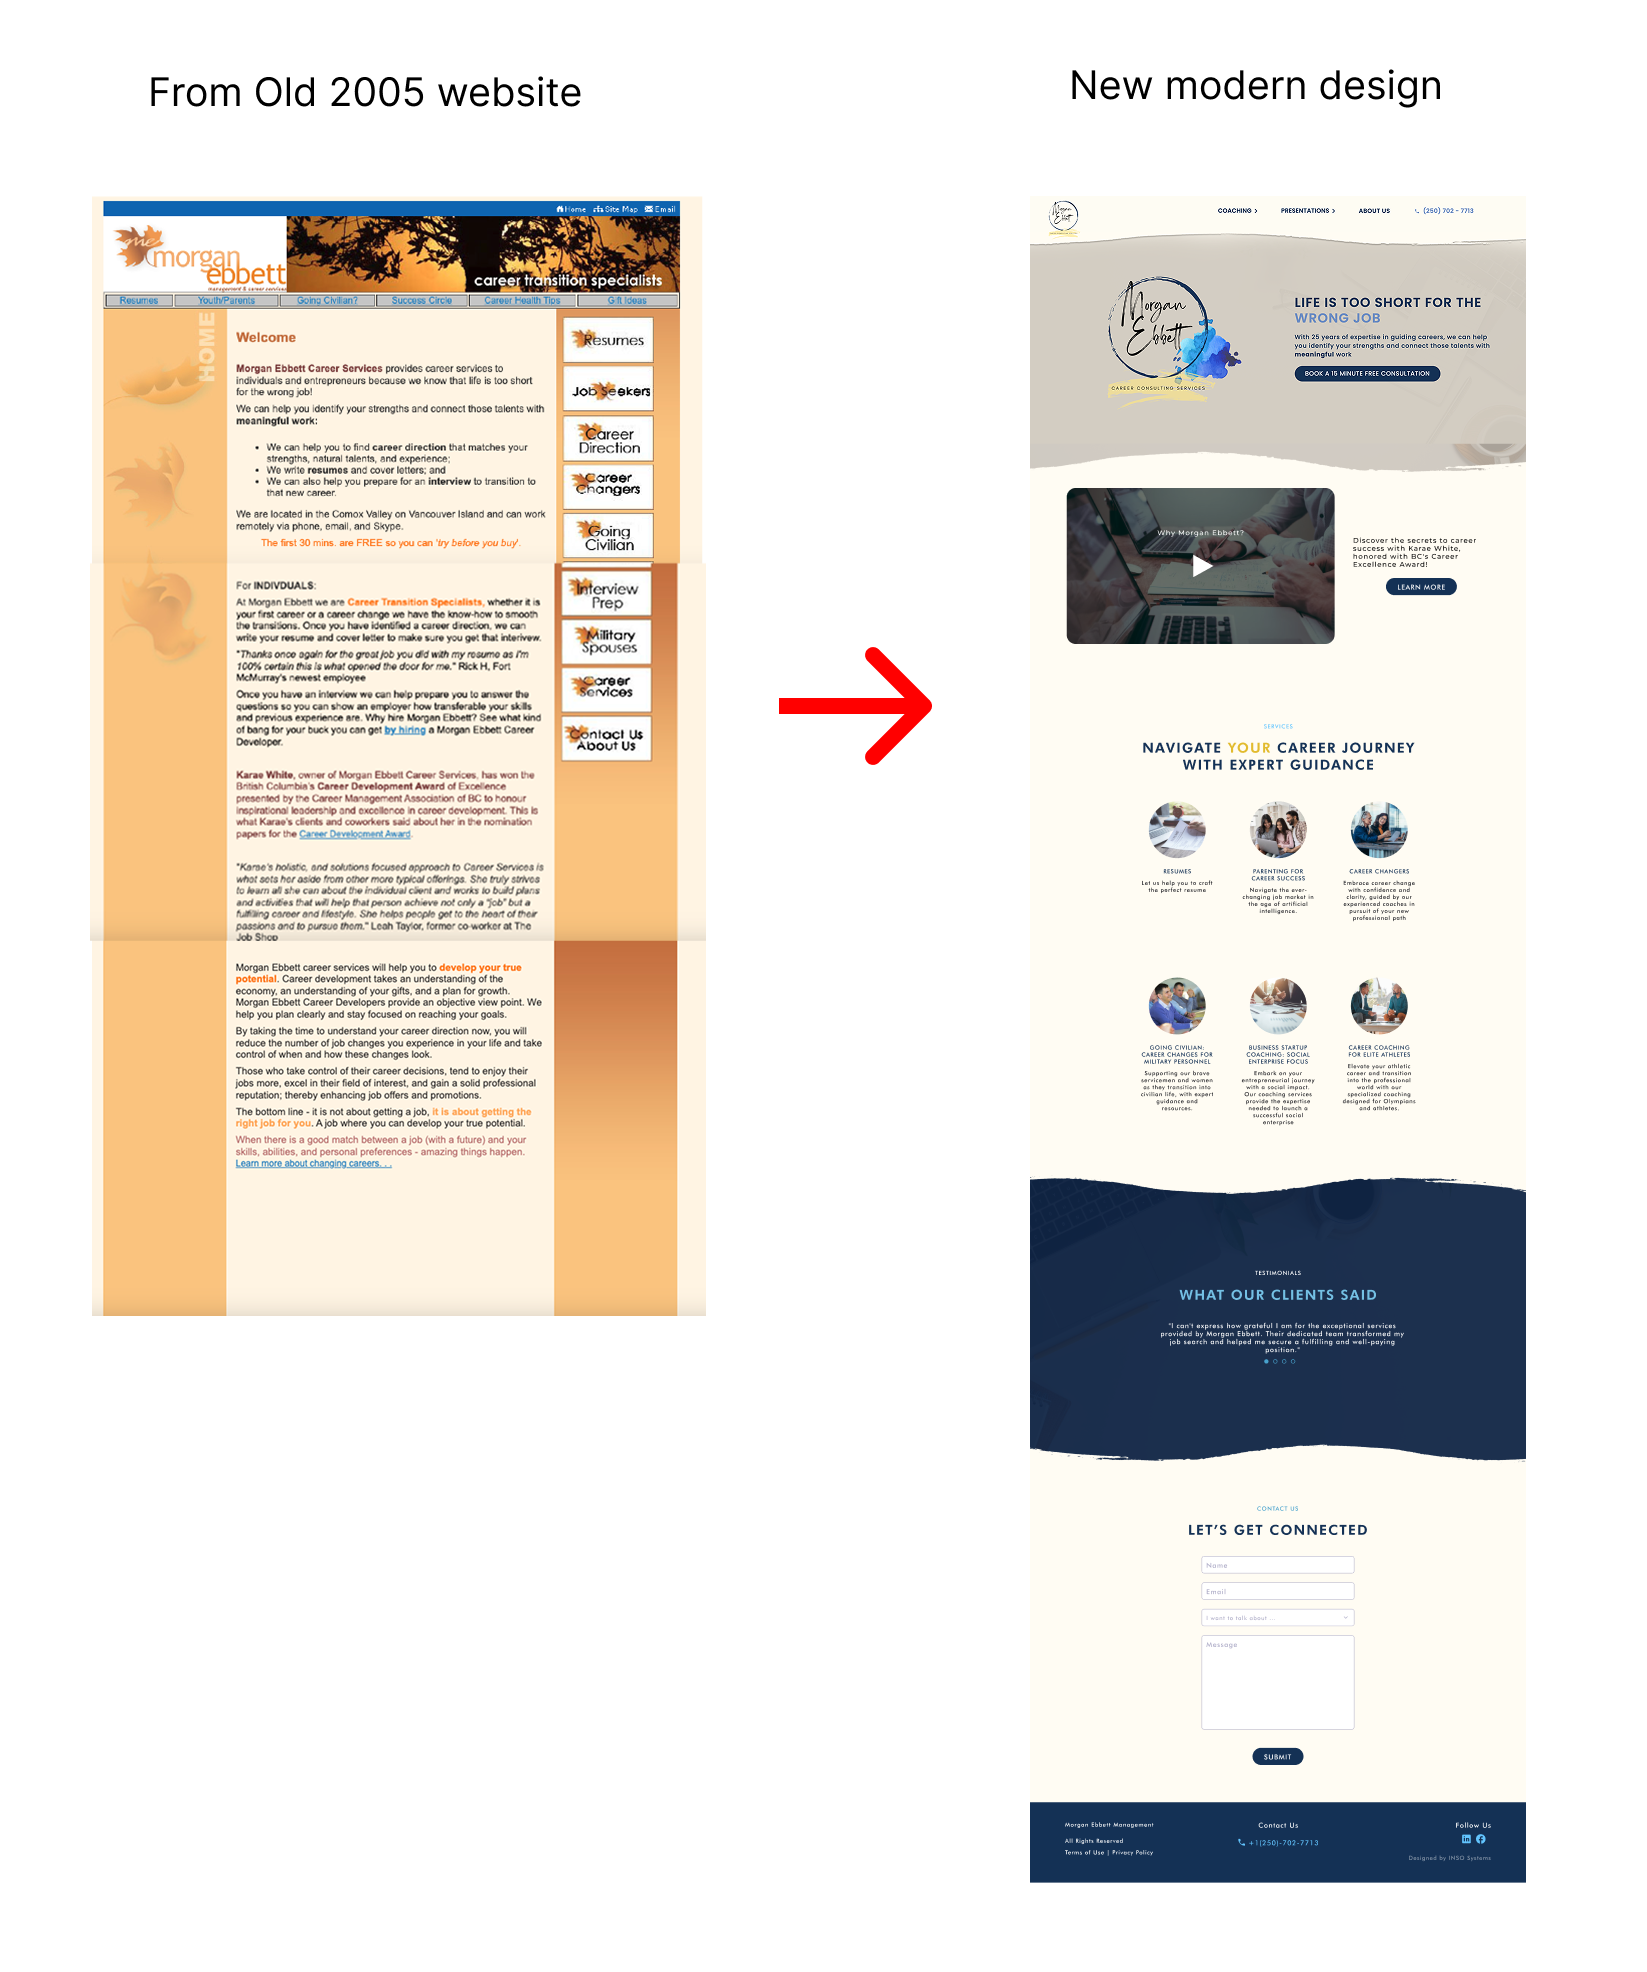 From Old 2005 website
New modern design
Home Site Map Email
me
morgan
ebbett
management & career services
career transition specialists
Resumes Youth/Parents Going Civilian? Success Circle Career Health Tips Gift Ideas
HOME
Welcome
Morgan Ebbett Career Services provides career services to
individuals and entrepreneurs because we know that life is too short
for the wrong job!
We can help you identify your strengths and connect those talents with
meaningful work:
• We can help you to find career direction that matches your
strengths, natural talents, and experience;
• We write resumes and cover letters; and
• We can also help you prepare for an interview to transition to
that new career.
We are located in the Comox Valley on Vancouver Island and can work
remotely via phone, email, and Skype.
The first 30 mins. are FREE so you can 'try before you buy'.
For INDIVDUALS:
At Morgan Ebbett we are Career Transition Specialists, whether it is
your first career or a career change we have the know-how to smooth
the transitions. Once you have identified a career direction, we can
write your resume and cover letter to make sure you get that interivew.
"Thanks once again for the great job you did with my resume as I'm
100% certain this is what opened the door for me." Rick H, Fort
McMurray's newest employee
Once you have an interview we can help prepare you to answer the
questions so you can show an employer how transferable your skills
and previous experience are. Why hire Morgan Ebbett? See what kind
of bang for your buck you can get by hiring a Morgan Ebbett Career
Developer.
Karae White, owner of Morgan Ebbett Career Services, has won the
British Columbia's Career Development Award of Excellence
presented by the Career Management Association of BC to honour
inspirational leadership and excellence in career development. This is
what Karae's clients and coworkers said about her in the nomination
papers for the Career Development Award.
"Karae's holistic, and solutions focused approach to Career Services is
what sets her aside from other more typical offerings. She truly strives
to learn all she can about the individual client and works to build plans
and activities that will help that person achieve not only a "job" but a
fulfilling career and lifestyle. She helps people get to the heart of their
passions and to pursue them." Leah Taylor, former co-worker at The
Job Shop
Morgan Ebbett career services will help you to develop your true
potential. Career development takes an understanding of the
economy, an understanding of your gifts, and a plan for growth.
Morgan Ebbett Career Developers provide an objective view point. We
help you plan clearly and stay focused on reaching your goals.
By taking the time to understand your career direction now, you will
reduce the number of job changes you experience in your life and take
control of when and how these changes look.
Those who take control of their career decisions, tend to enjoy their
jobs more, excel in their field of interest, and gain a solid professional
reputation; thereby enhancing job offers and promotions.
The bottom line - it is not about getting a job, it is about getting the
right job for you. A job where you can develop your true potential.
When there is a good match between a job (with a future) and your
skills, abilities, and personal preferences - amazing things happen.
Learn more about changing careers. . .
Resumes
Job Seekers
Career
Direction
Career
Changers
Going
Civilian
Interview
Prep
Military
Spouses
Career
Services
Contact Us
About Us
Morgan
Ebbett
COACHING > PRESENTATIONS > ABOUT US (250) 702 - 7713
Morgan
Ebbett
CAREER CONSULTING SERVICES
LIFE IS TOO SHORT FOR THE
WRONG JOB
With 25 years of expertise in guiding careers, we can help
you identify your strengths and connect those talents with
meaningful work
BOOK A 15 MINUTE FREE CONSULTATION
Why Morgan Ebbett?
Discover the secrets to career
success with Karae White,
honored with BC's Career
Excellence Award!
LEARN MORE
SERVICES
NAVIGATE YOUR CAREER JOURNEY
WITH EXPERT GUIDANCE
RESUMES
Let us help you to craft
the perfect resume
PARENTING FOR
CAREER SUCCESS
Navigate the ever-
changing job market in
the age of artificial
intelligence.
CAREER CHANGERS
Embrace career change
with confidence and
clarity, guided by our
experienced coaches in
pursuit of your new
professional path
GOING CIVILIAN:
CAREER CHANGES FOR
MILITARY PERSONNEL
Supporting our brave
servicemen and women
as they transition into
civilian life, with expert
guidance and
resources.
BUSINESS STARTUP
COACHING: SOCIAL
ENTERPRISE FOCUS
Embark on your
entrepreneurial journey
with a social impact.
Our coaching services
provide the expertise
needed to launch a
successful social
enterprise
CAREER COACHING
FOR ELITE ATHLETES
Elevate your athletic
career and transition
into the professional
world with our
specialized coaching
designed for Olympians
and athletes.
TESTIMONIALS
WHAT OUR CLIENTS SAID
"I can't express how grateful I am for the exceptional services
provided by Morgan Ebbett. Their dedicated team transformed my
job search and helped me secure a fulfilling and well-paying
position."
CONTACT US
LET'S GET CONNECTED
Name
Email
I want to talk about ...
Message
SUBMIT
Morgan Ebbett Management
All Rights Reserved
Terms of Use | Privacy Policy
Contact Us
+1(250)-702-7713
Follow Us
Designed by INSO Systems